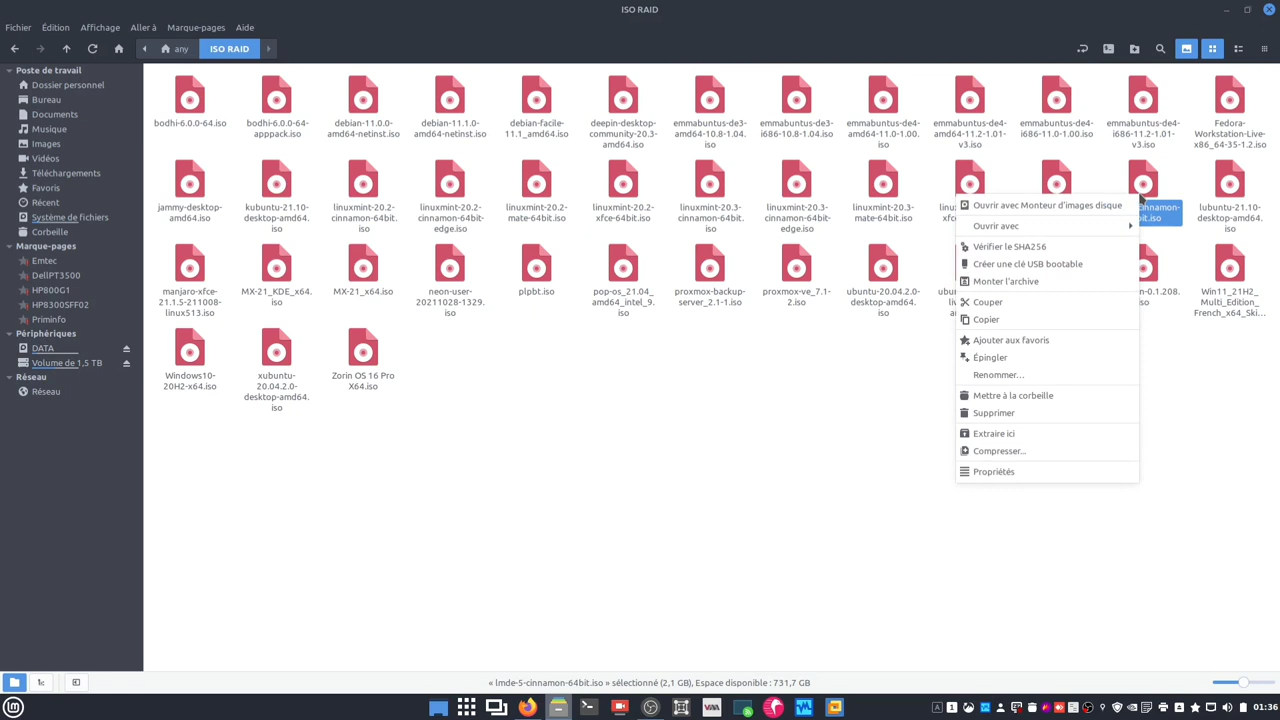 ISO RAID
Fichier Édition Affichage Aller à Marque-pages Aide
any ISO RAID
Poste de travail
Dossier personnel
Bureau
Documents
Musique
Images
Vidéos
Téléchargements
Favoris
Récent
Système de fichiers
Corbeille
Marque-pages
Emtec
DellPT3500
HP800G1
HP8300SFF02
Priminfo
Périphériques
DATA
Volume de 1,5 TB
Réseau
Réseau
bodhi-6.0.0-64.iso
bodhi-6.0.0-64-
apppack.iso
debian-11.0.0-
amd64-netinst.iso
debian-11.1.0-
amd64-netinst.iso
debian-facile-
11.1_amd64.iso
deepin-desktop-
community-20.3-
amd64.iso
emmabuntus-de3-
amd64-10.8-1.04.
iso
emmabuntus-de3-
i686-10.8-1.04.iso
emmabuntus-de4-
amd64-11.0-1.00.
iso
emmabuntus-de4-
amd64-11.2-1.01-
v3.iso
emmabuntus-de4-
i686-11.0-1.00.iso
emmabuntus-de4-
i686-11.2-1.01-
v3.iso
Fedora-
Workstation-Live-
x86_64-35-1.2.iso
jammy-desktop-
amd64.iso
kubuntu-21.10-
desktop-amd64.
iso
linuxmint-20.2-
cinnamon-64bit.
iso
linuxmint-20.2-
cinnamon-64bit-
edge.iso
linuxmint-20.2-
mate-64bit.iso
linuxmint-20.2-
xfce-64bit.iso
linuxmint-20.3-
cinnamon-64bit.
iso
linuxmint-20.3-
cinnamon-64bit-
edge.iso
linuxmint-20.3-
mate-64bit.iso
linu
xf
innamon-
bit.iso
lubuntu-21.10-
desktop-amd64.
iso
manjaro-xfce-
21.1.5-211008-
linux513.iso
MX-21_KDE_x64.
iso
MX-21_x64.iso
neon-user-
20211028-1329.
iso
plpbt.iso
pop-os_21.04_
amd64_intel_9.
iso
proxmox-backup-
server_2.1-1.iso
proxmox-ve_7.1-
2.iso
ubuntu-20.04.2.0-
desktop-amd64.
iso
ubu
n-0.1.208.
iso
Win11_21H2_
Multi_Edition_
French_x64_Ski…
Windows10-
20H2-x64.iso
xubuntu-
20.04.2.0-
desktop-amd64.
iso
Zorin OS 16 Pro
X64.iso
Ouvrir avec Monteur d'images disque
Ouvrir avec
Vérifier le SHA256
Créer une clé USB bootable
Monter l'archive
Couper
Copier
Ajouter aux favoris
Épingler
Renommer…
Mettre à la corbeille
Supprimer
Extraire ici
Compresser...
Propriétés
« lmde-5-cinnamon-64bit.iso » sélectionné (2,1 GB), Espace disponible : 731,7 GB
01:36